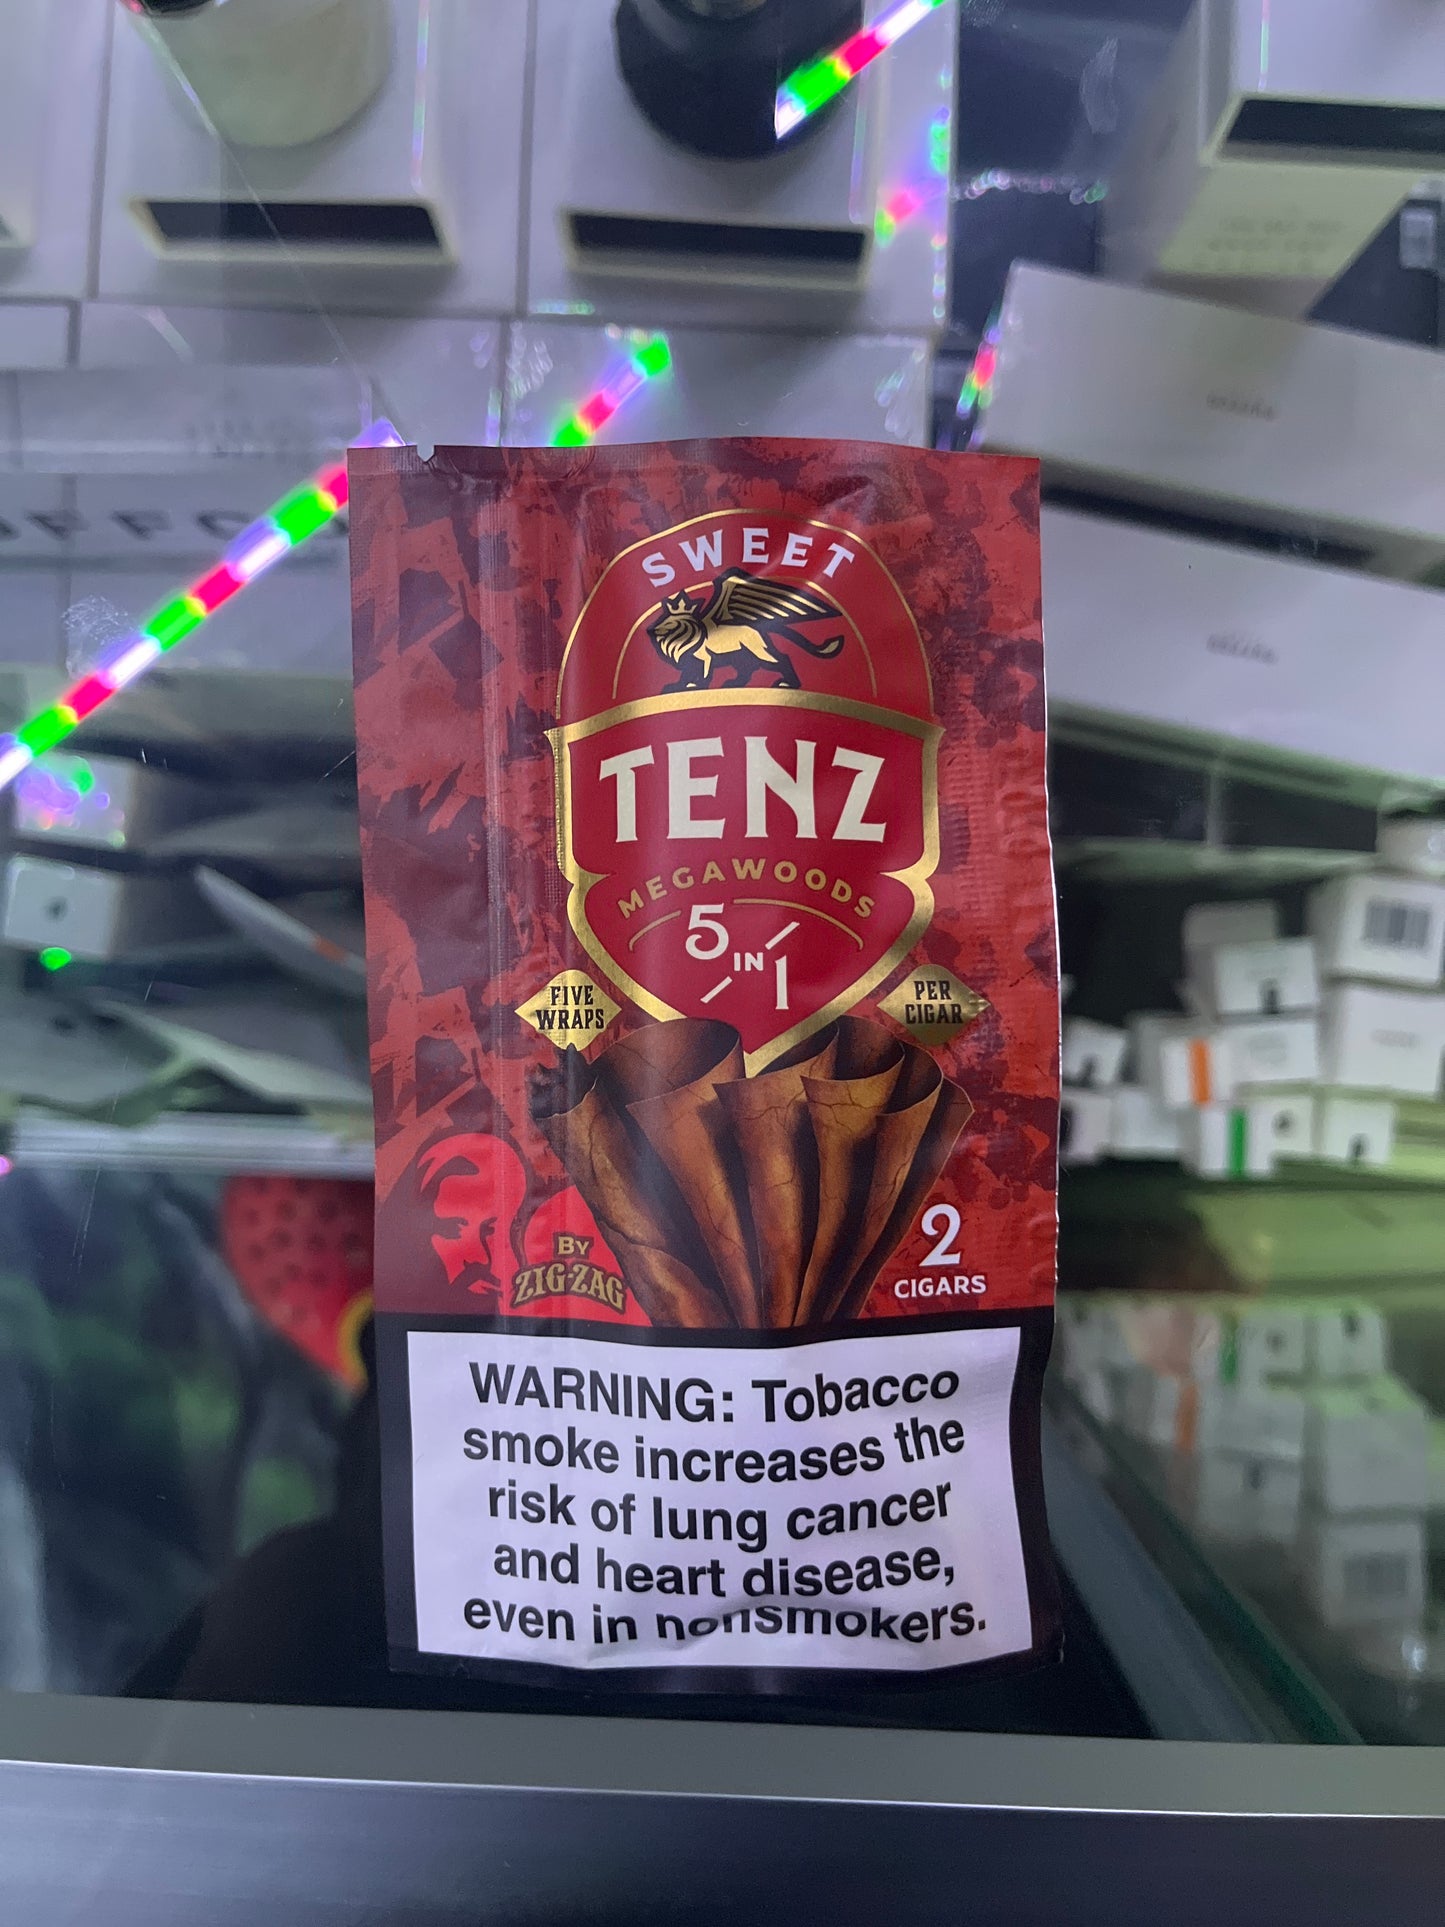 SWEET
TENZ
MEGAWOODS
5 IN 1
FIVE
WRAPS
PER
CIGAR
BY
ZIG-ZAG
2
CIGARS
WARNING: Tobacco
smoke increases the
risk of lung cancer
and heart disease,
even in nonsmokers.